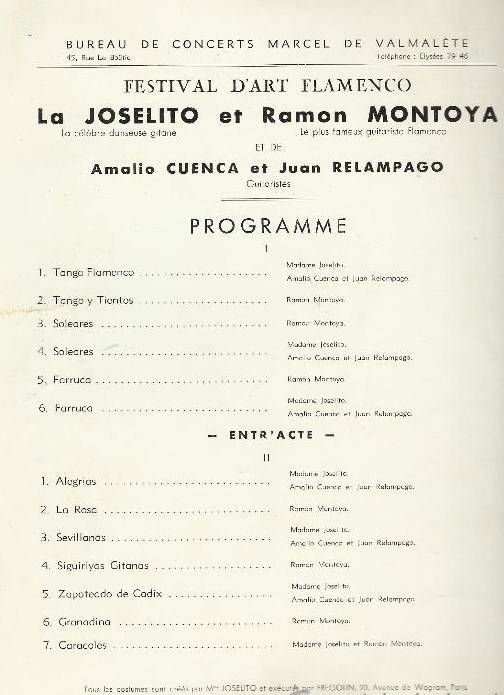 BUREAU DE CONCERTS MARCEL DE VALMALÈTE
45, Rue La Boëtie Téléphone : Elysées 79-46
FESTIVAL D'ART FLAMENCO
La JOSELITO et Ramon MONTOYA
La célèbre danseuse gitane Le plus fameux guitariste Flamenco
ET DE
Amalio CUENCA et Juan RELAMPAGO
Guitaristes
PROGRAMME
I
Madame Joselito.
1. Tango Flamenco ........................
Amalio Cuenca et Juan Relampago.
2. Tango y Tientos ........................ Ramon Montoya.
3. Soleares ........................ Ramon Montoya.
Madame Joselito.
4. Soleares ........................
Amalio Cuenca et Juan Relampago.
5. Farruca ........................ Ramon Montoya.
Madame Joselito.
6. Farruca ........................
Amalio Cuenca et Juan Relampago.
— ENTR'ACTE —
II
Madame Joselito.
1. Alegrias ........................
Amalio Cuenca et Juan Relampago.
2. La Rosa ........................ Ramon Montoya.
Madame Joselito.
3. Sevillanas ........................
Amalio Cuenca et Juan Relampago.
4. Siguiriyas Gitanas ........................ Ramon Montoya.
Madame Joselito.
5. Zapateado de Cadix ........................
Amalio Cuenca et Juan Relampago.
6. Granadina ........................ Ramon Montoya.
7. Caracoles ........................ Madame Joselito et Ramon Montoya.
Tous les costumes sont créés par Mme JOSELITO et exécutés par FREGOLIN, 93, Avenue de Wagram, Paris